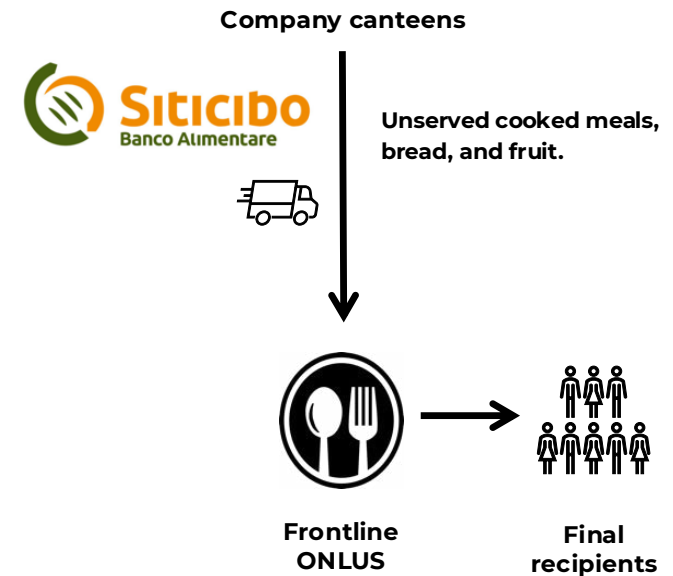 Company canteens
Siticibo
Banco Alimentare
Unserved cooked meals,
bread, and fruit.
Frontline
ONLUS
Final
recipients